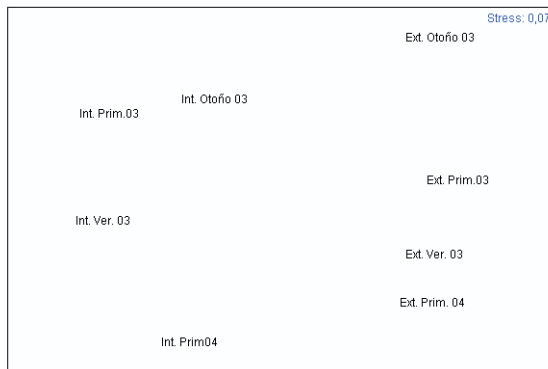 Stress: 0,07
Ext. Otoño 03
Int. Otoño 03
Int. Prim.03
Ext. Prim.03
Int. Ver. 03
Ext. Ver. 03
Ext. Prim. 04
Int. Prim04